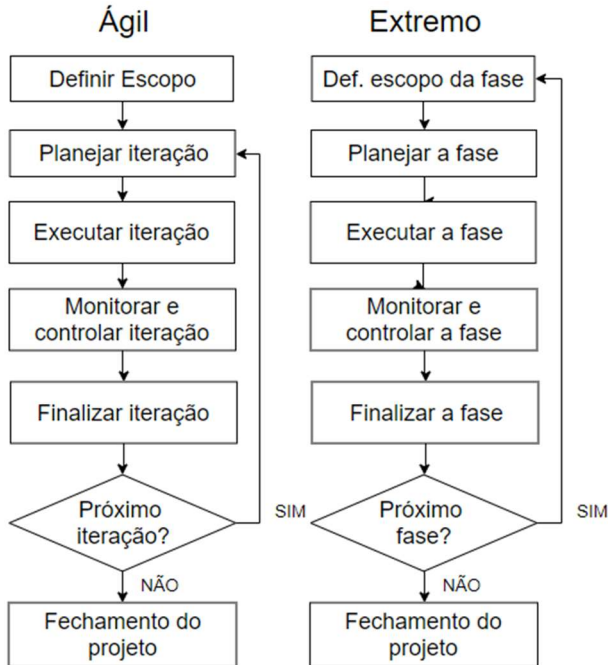 Ágil
Definir Escopo
Planejar iteração
Executar iteração
Monitorar e
controlar iteração
Finalizar iteração
Próximo
iteração?
SIM
NÃO
Fechamento do
projeto
Extremo
Def. escopo da fase
Planejar a fase
Executar a fase
Monitorar e
controlar a fase
Finalizar a fase
Próximo
fase?
SIM
NÃO
Fechamento do
projeto